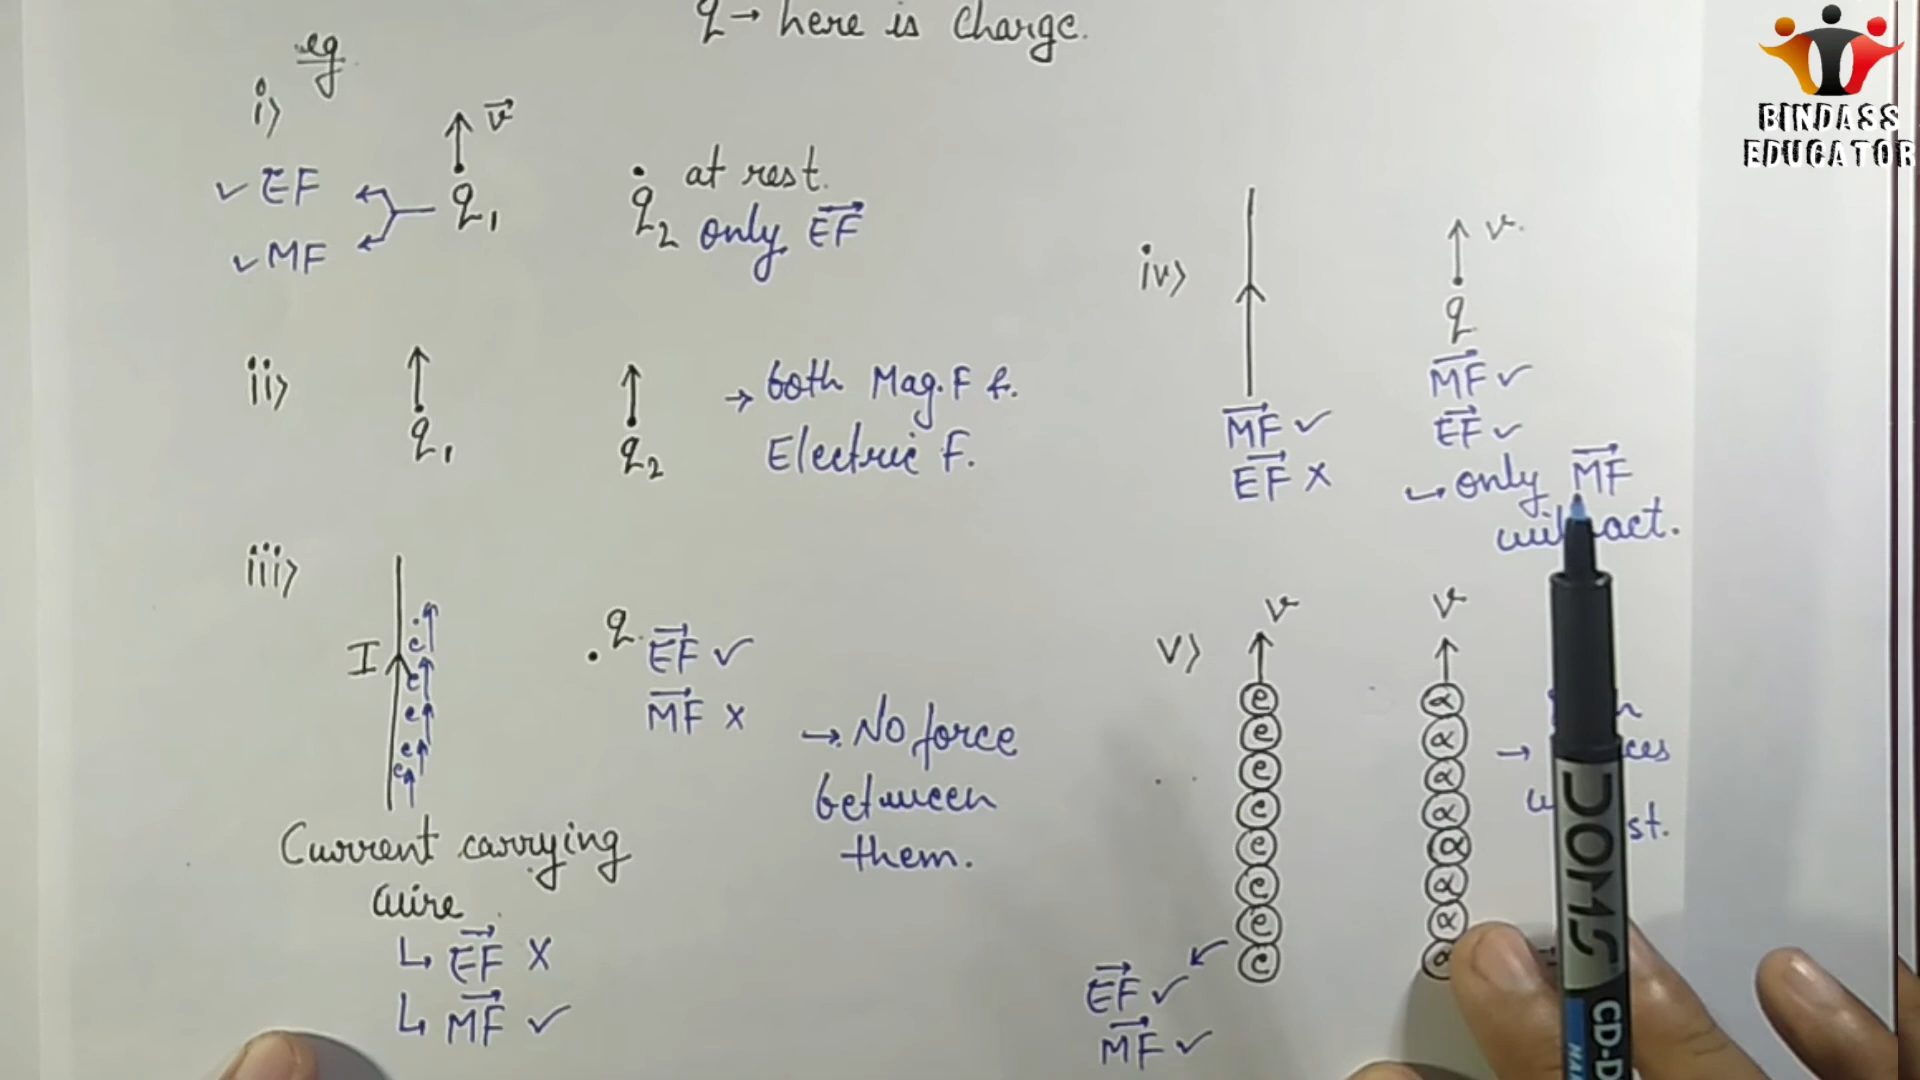 q → here is charge.
eg
i)
v
✓ EF
✓ MF
q1
at rest.
q2 only EF
ii)
q1
q2
→ both Mag. F &
Electric F.
iii)
I
e
e
e
e
e
q
EF ✓
MF x
→ No force
between
them.
Current carrying
wire
EF X
MF ✓
iv)
v.
q
MF ✓
EF X
MF ✓
EF ✓
→ only MF
act.
v)
v
v
e
e
e
e
e
e
e
e
α
α
α
α
α
α
α
α
→
EF ✓
MF ✓
BINDASS
EDUCATOR
DOMS
CD-D